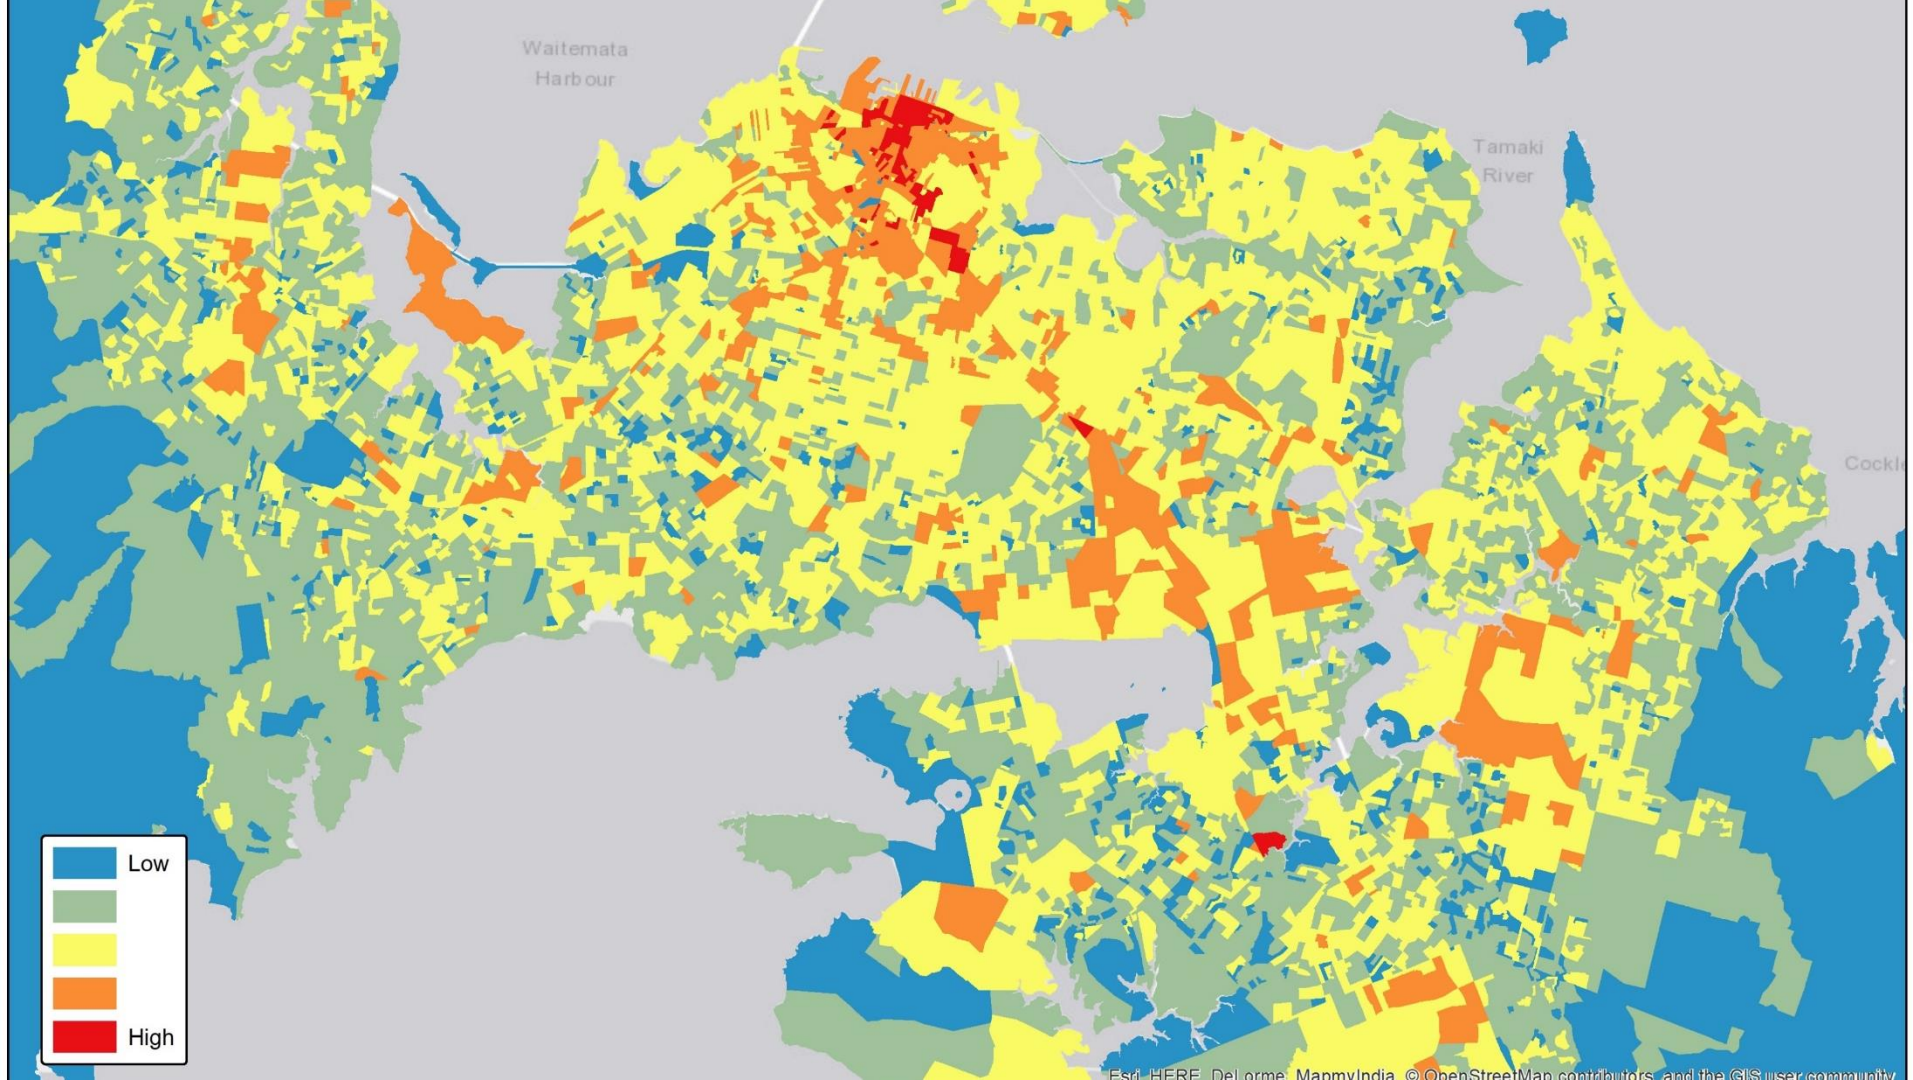 Waitemata
Harbour
Tamaki
River
Low
High
Esri, HERE, DeLorme, MapmyIndia, © OpenStreetMap contributors, and the GIS user community